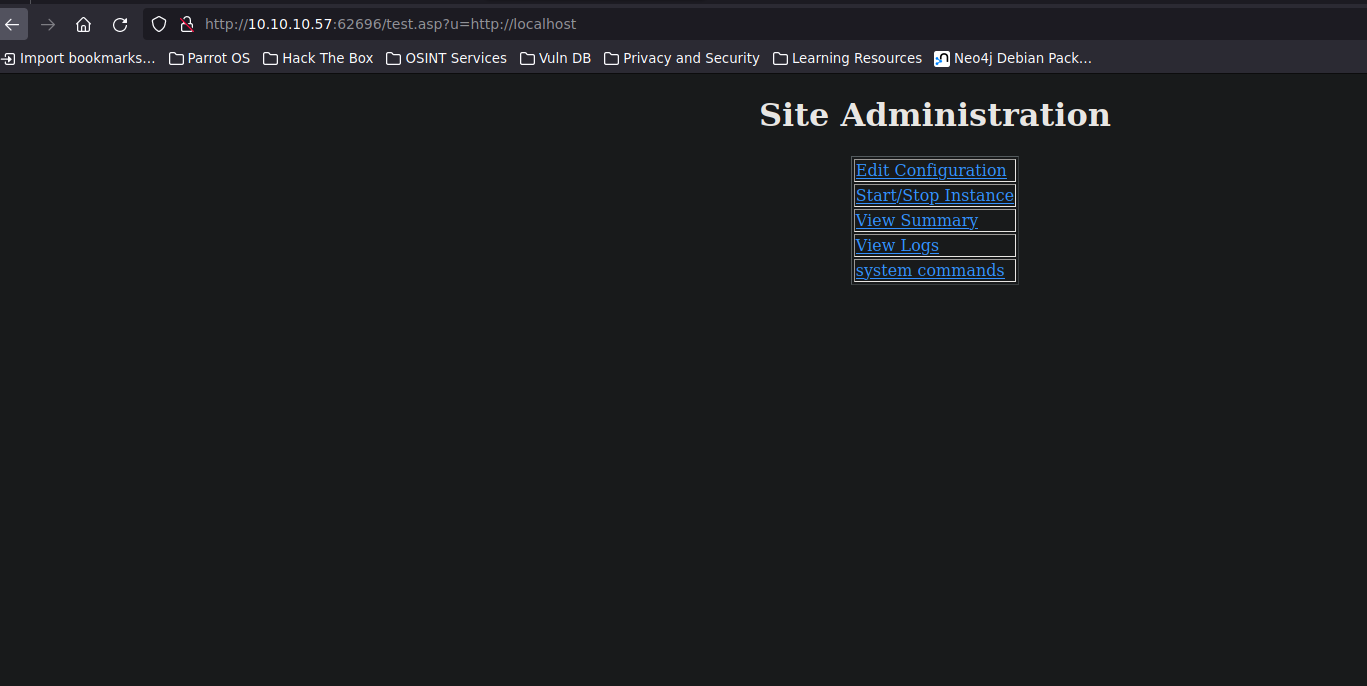 http://10.10.10.57:62696/test.asp?u=http://localhost
Import bookmarks... Parrot OS Hack The Box OSINT Services Vuln DB Privacy and Security Learning Resources Neo4j Debian Pack...
Site Administration
Edit Configuration
Start/Stop Instance
View Summary
View Logs
system commands